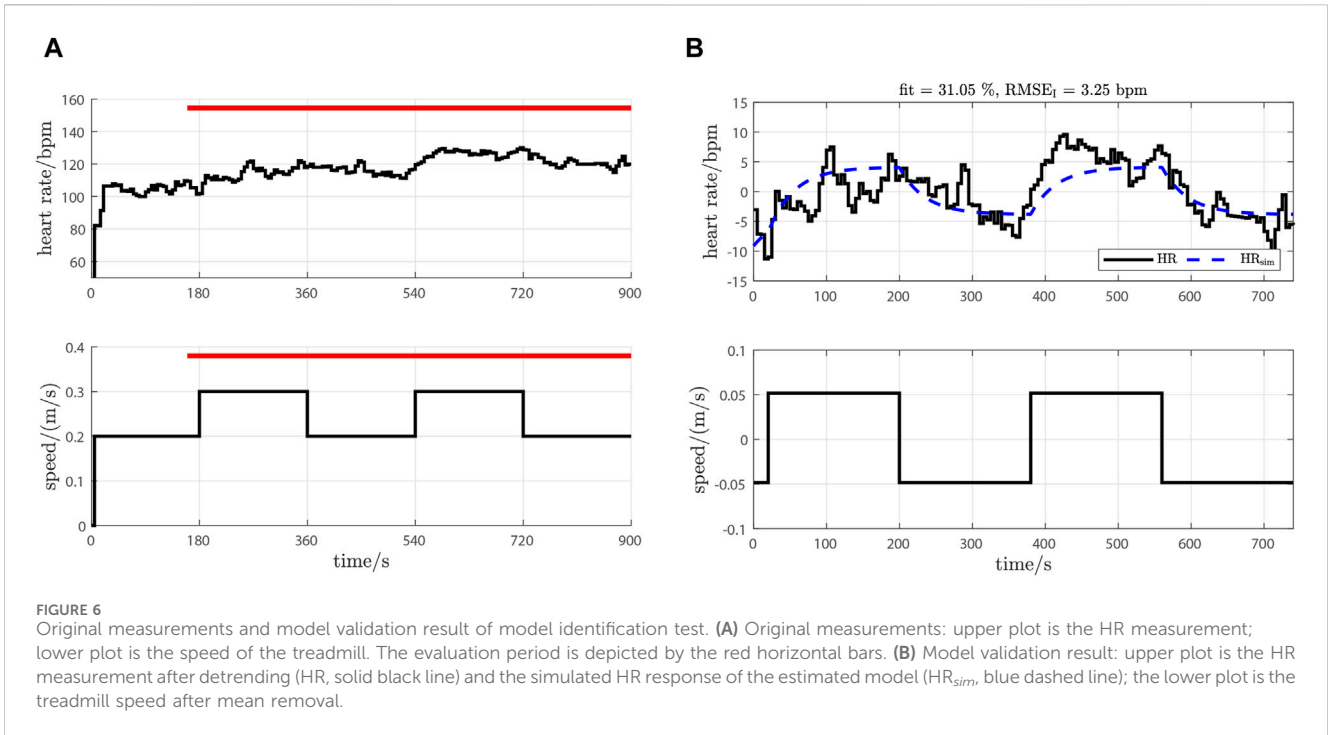 A
B
fit = 31.05 %, RMSE_I = 3.25 bpm
160
140
120
100
80
60
heart rate/bpm
0 180 360 540 720 900
15
10
5
0
-5
-10
-15
heart rate/bpm
HR HR_sim
0 100 200 300 400 500 600 700
0.4
0.3
0.2
0.1
0
speed/(m/s)
0 180 360 540 720 900
time/s
0.1
0.05
0
-0.05
-0.1
speed/(m/s)
0 100 200 300 400 500 600 700
time/s
FIGURE 6
Original measurements and model validation result of model identification test. (A) Original measurements: upper plot is the HR measurement;
lower plot is the speed of the treadmill. The evaluation period is depicted by the red horizontal bars. (B) Model validation result: upper plot is the HR
measurement after detrending (HR, solid black line) and the simulated HR response of the estimated model (HR_sim, blue dashed line); the lower plot is the
treadmill speed after mean removal.